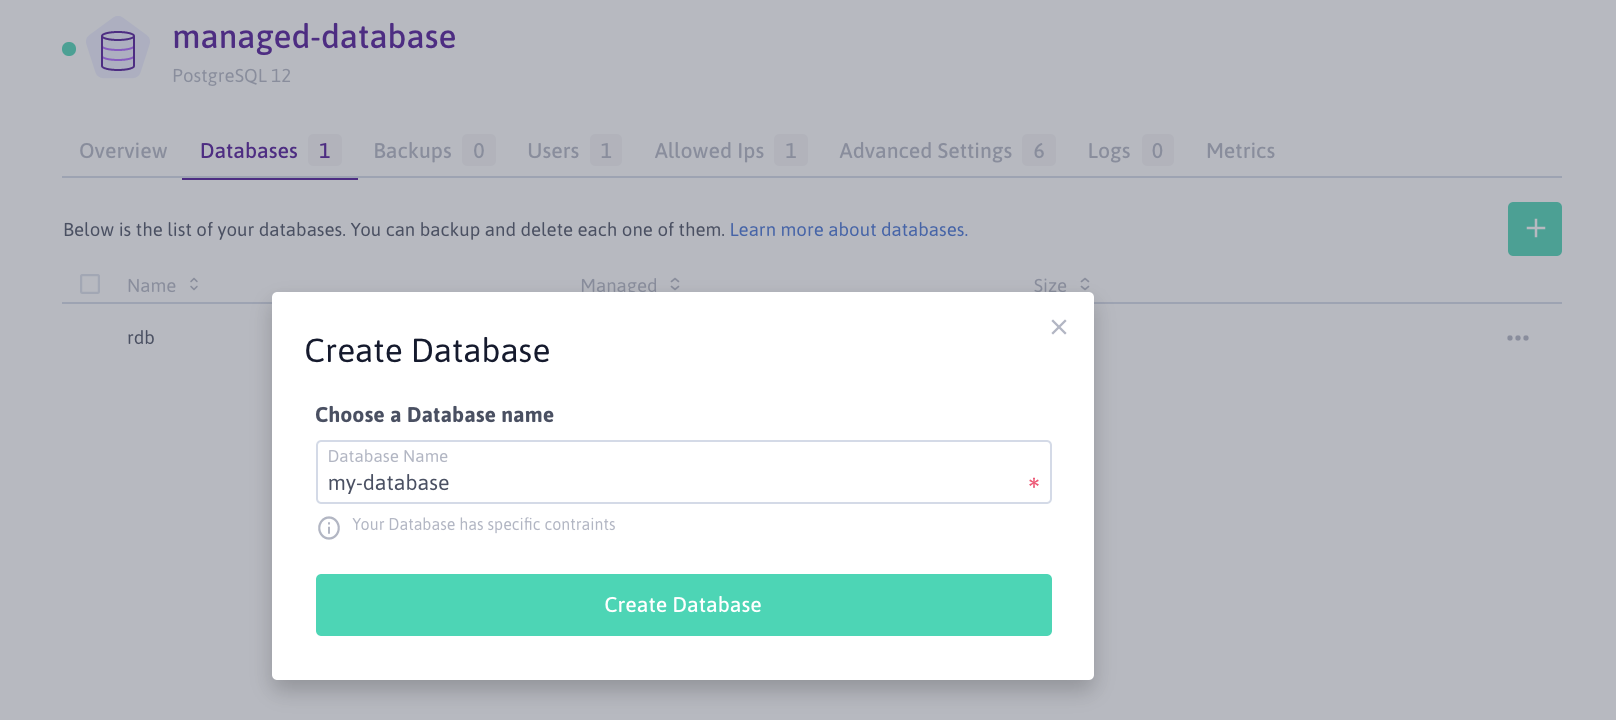 managed-database
PostgreSQL 12
Overview Databases 1 Backups 0 Users 1 Allowed Ips 1 Advanced Settings 6 Logs 0 Metrics
Below is the list of your databases. You can backup and delete each one of them. Learn more about databases.
Name Managed Size
rdb
Create Database
Choose a Database name
Database Name
my-database *
Your Database has specific contraints
Create Database